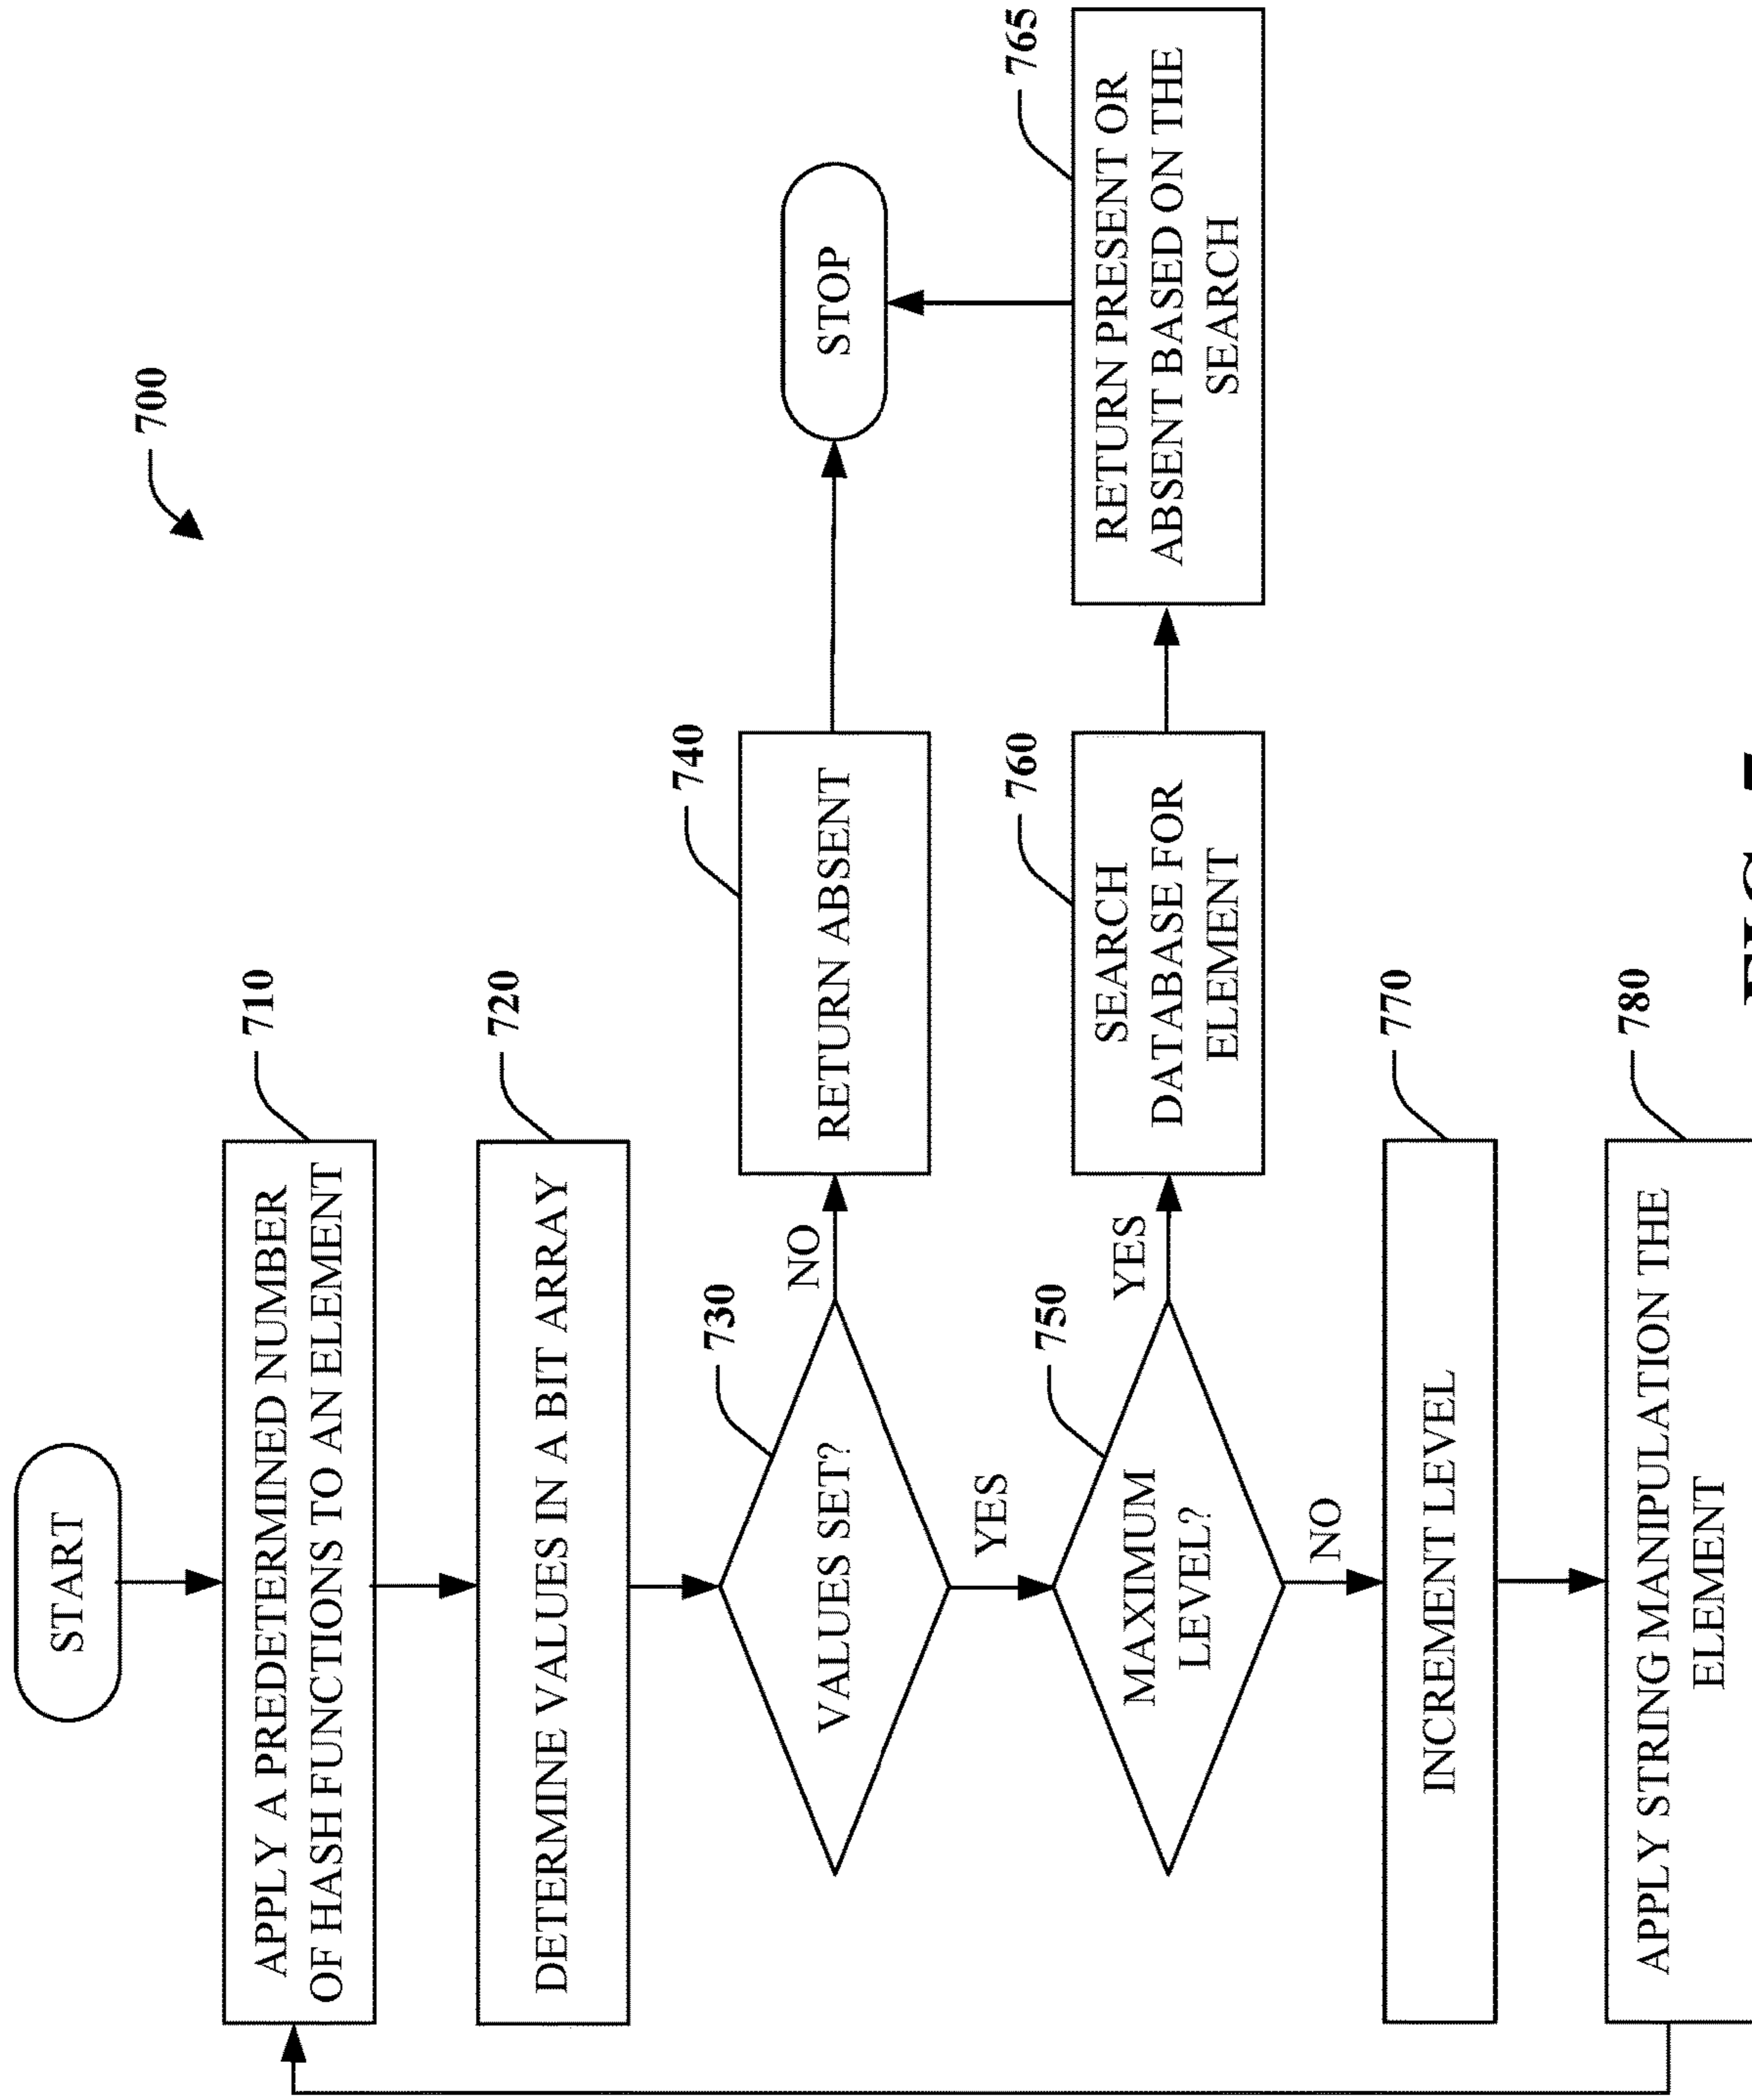 700
START
710
APPLY A PREDETERMINED NUMBER
OF HASH FUNCTIONS TO AN ELEMENT
720
DETERMINE VALUES IN A BIT ARRAY
730
VALUES SET?
NO
740
RETURN ABSENT
STOP
YES
750
MAXIMUM
LEVEL?
YES
760
SEARCH
DATABASE FOR
ELEMENT
765
RETURN PRESENT OR
ABSENT BASED ON THE
SEARCH
NO
770
INCREMENT LEVEL
780
APPLY STRING MANIPULATION THE
ELEMENT